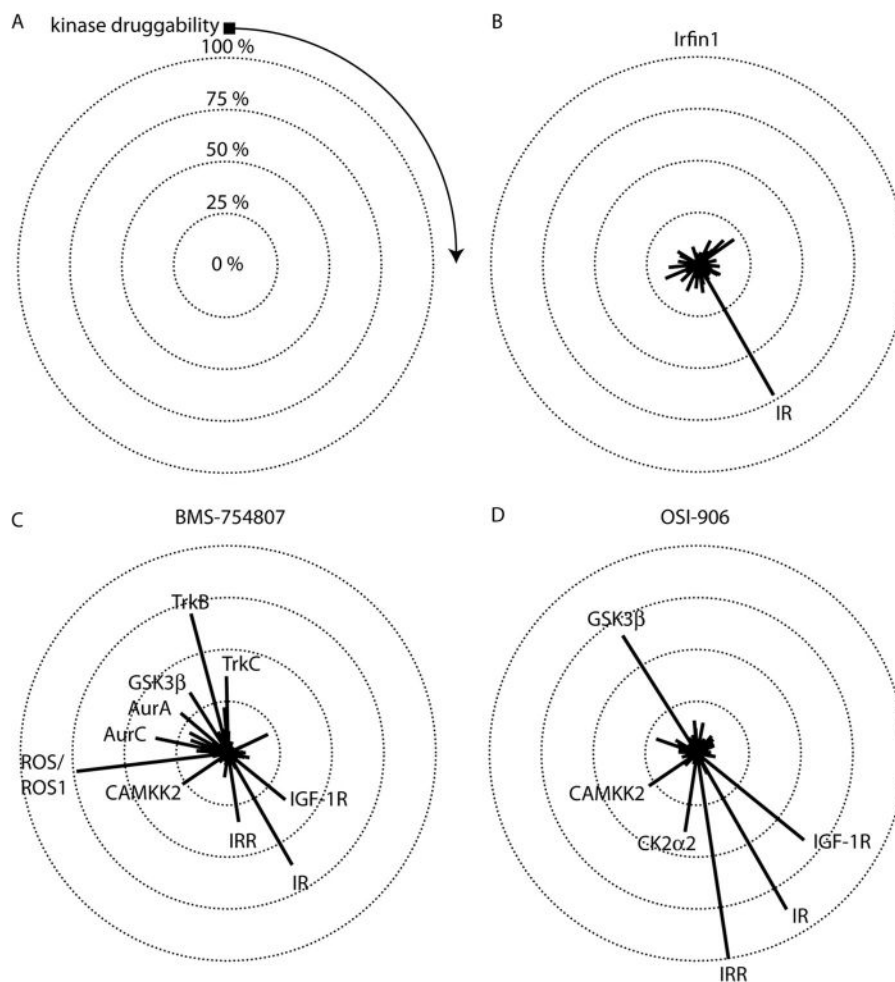 A
kinase druggability
100 %
75 %
50 %
25 %
0 %
B
Irfin1
IR
C
BMS-754807
TrkB
TrkC
GSK3β
AurA
AurC
ROS/
ROS1
CAMKK2
IGF-1R
IRR
IR
D
OSI-906
GSK3β
CAMKK2
CK2α2
IGF-1R
IR
IRR